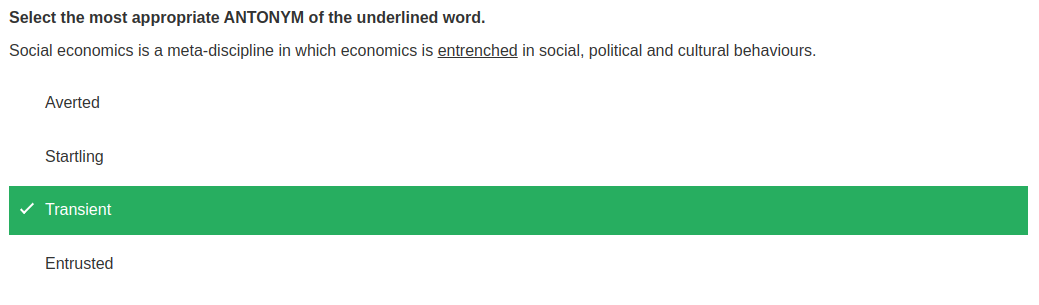 Select the most appropriate ANTONYM of the underlined word.
Social economics is a meta-discipline in which economics is entrenched in social, political and cultural behaviours.
Averted
Startling
Transient
Entrusted